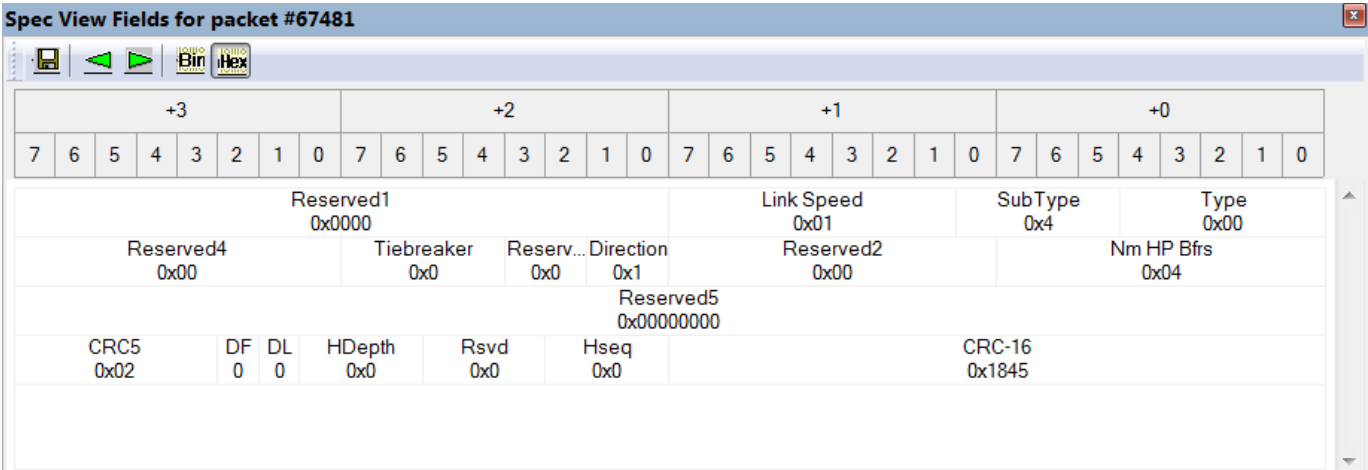 Spec View Fields for packet #67481
Bin Hex
+3 +2 +1 +0
7 6 5 4 3 2 1 0 7 6 5 4 3 2 1 0 7 6 5 4 3 2 1 0 7 6 5 4 3 2 1 0
Reserved1 Link Speed SubType Type
0x0000 0x01 0x4 0x00
Reserved4 Tiebreaker Reserv... Direction Reserved2 Nm HP Bfrs
0x00 0x0 0x0 0x1 0x00 0x04
Reserved5
0x00000000
CRC5 DF DL HDepth Rsvd Hseq CRC-16
0x02 0 0 0x0 0x0 0x0 0x1845